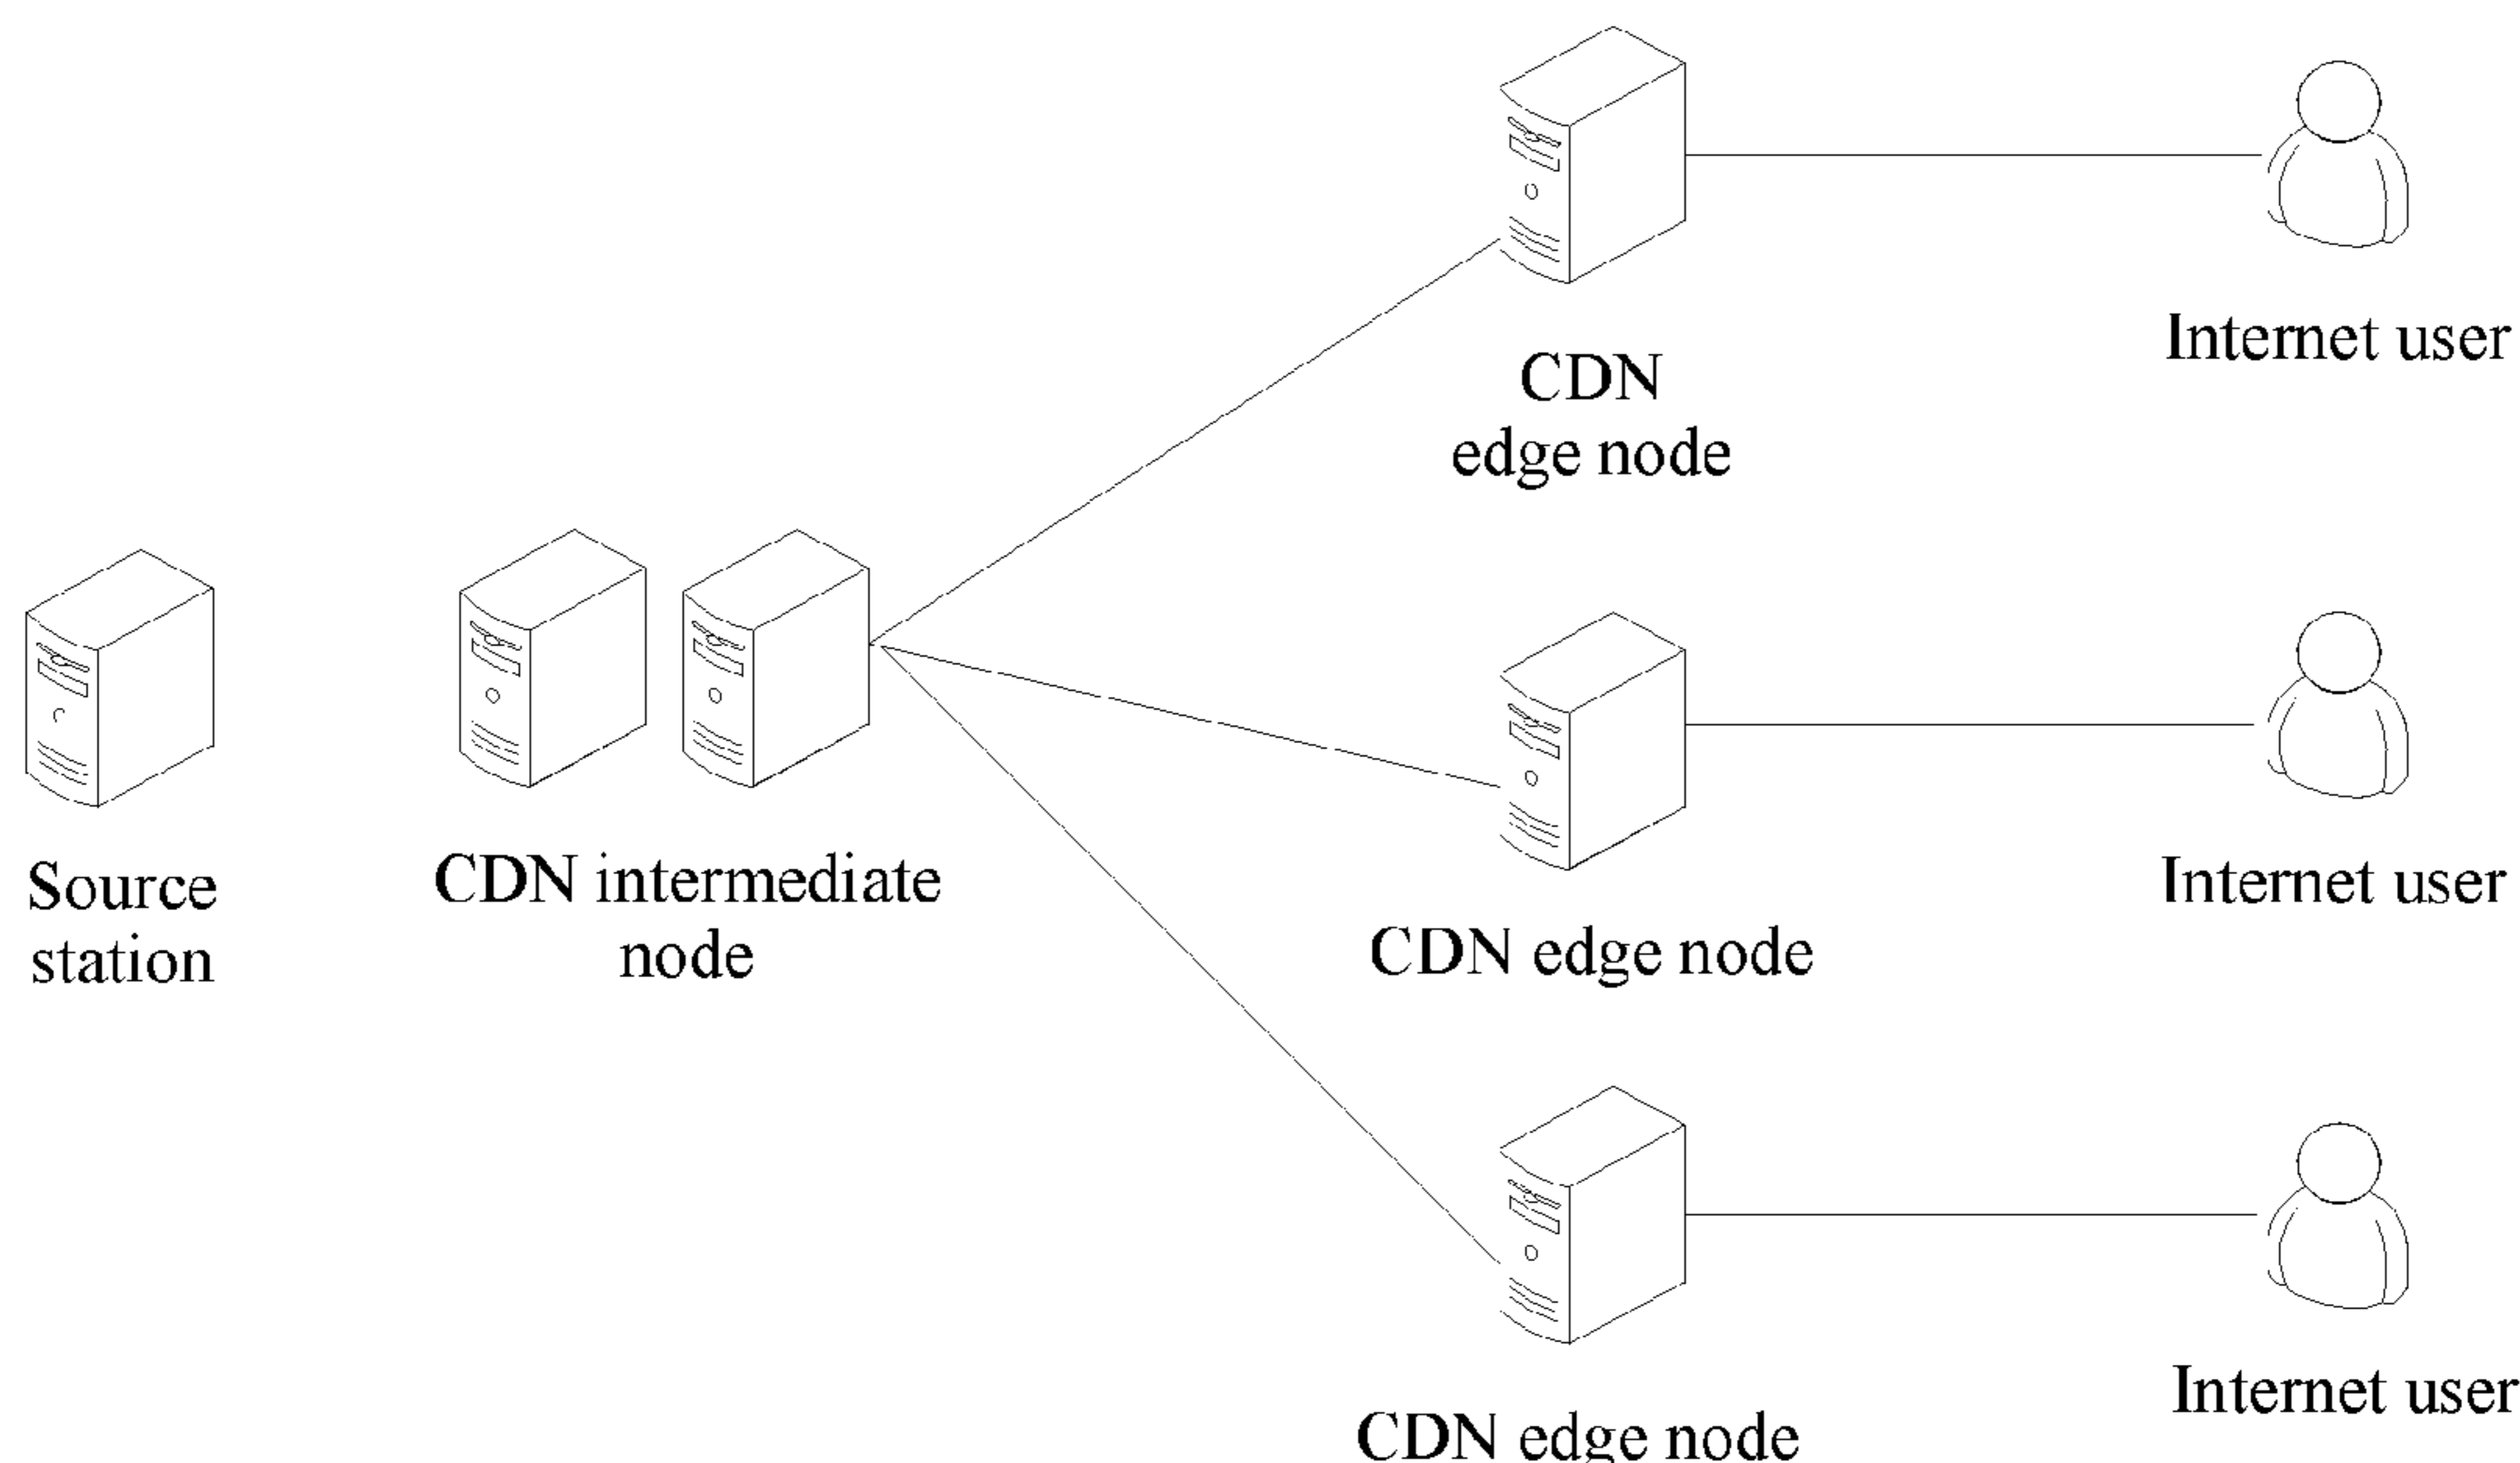 Internet user
CDN
edge node
Source
station
CDN intermediate
node
Internet user
CDN edge node
Internet user
CDN edge node